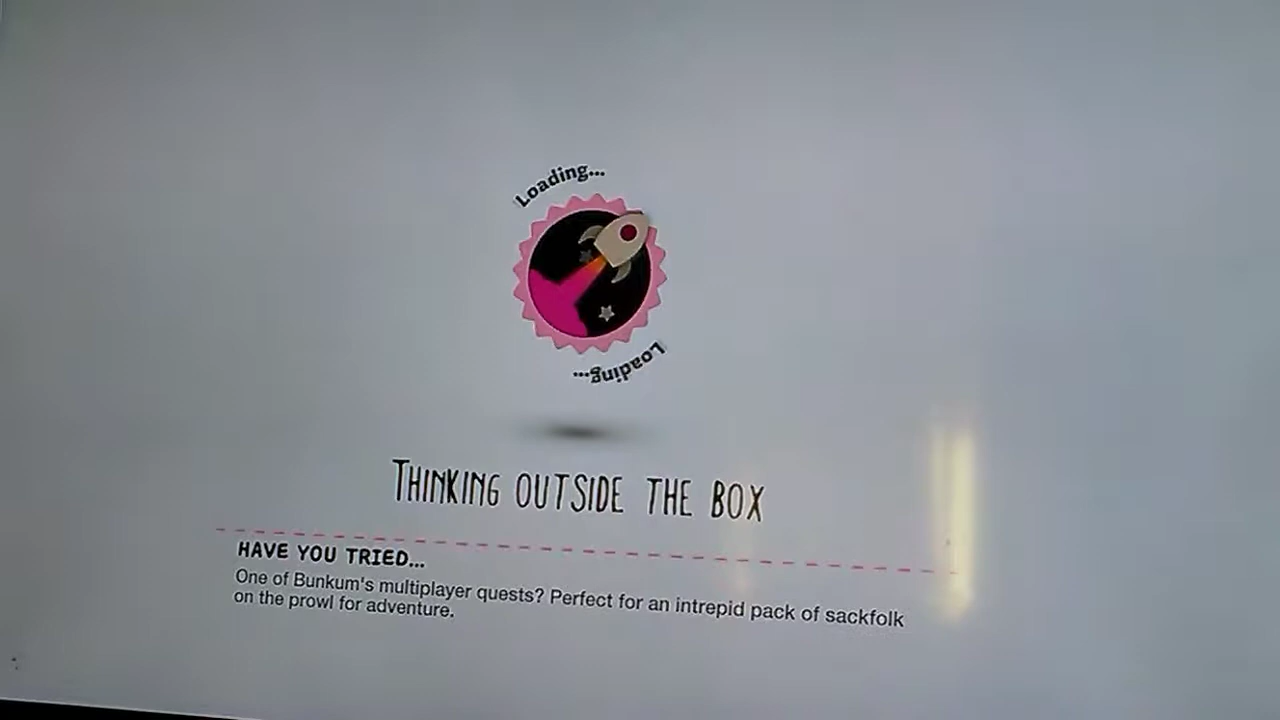 Loading...
Loading...
THINKING OUTSIDE THE BOX
HAVE YOU TRIED...
One of Bunkum's multiplayer quests? Perfect for an intrepid pack of sackfolk
on the prowl for adventure.